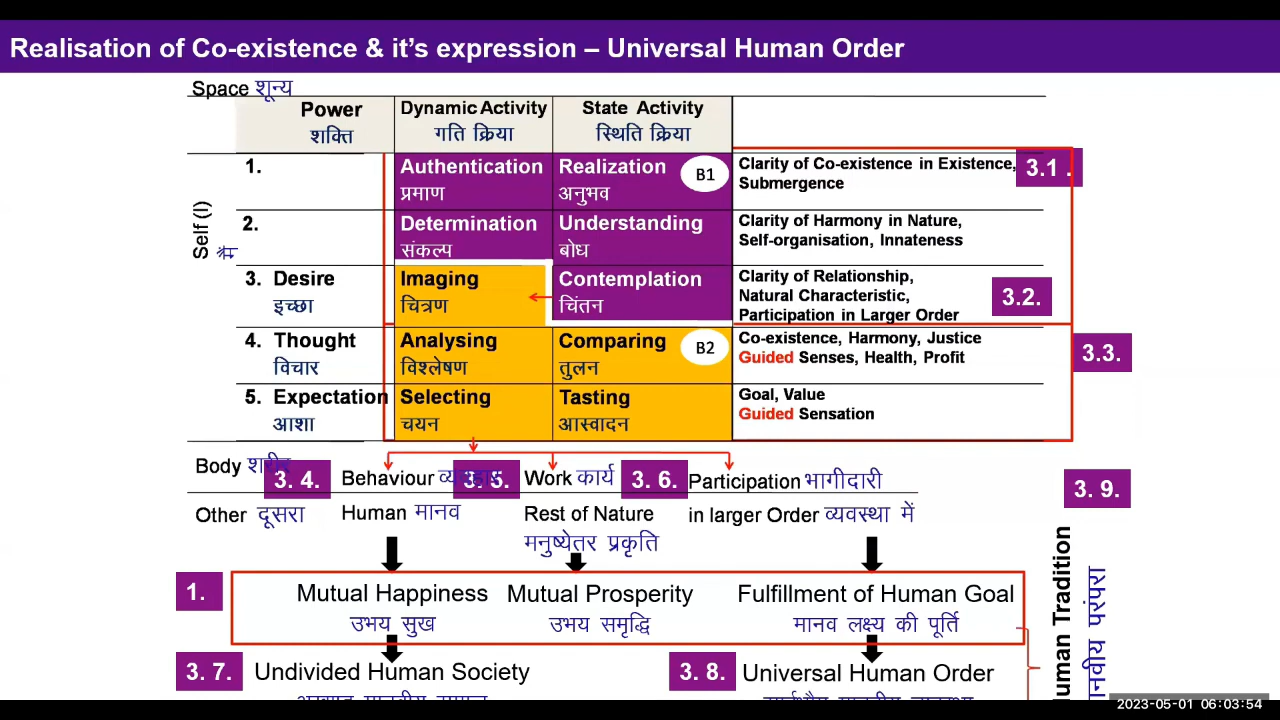 Realisation of Co-existence & it's expression – Universal Human Order
Space शून्य
Power
शक्ति
Dynamic Activity
गति क्रिया
State Activity
स्थिति क्रिया
Self (I)
मैं
1.
Authentication
प्रमाण
Realization
अनुभव
B1
Clarity of Co-existence in Existence,
Submergence
3.1 .
2.
Determination
संकल्प
Understanding
बोध
Clarity of Harmony in Nature,
Self-organisation, Innateness
3. Desire
इच्छा
Imaging
चित्रण
Contemplation
चिंतन
Clarity of Relationship,
Natural Characteristic,
Participation in Larger Order
3.2.
4. Thought
विचार
Analysing
विश्लेषण
Comparing
तुलन
B2
Co-existence, Harmony, Justice
Guided Senses, Health, Profit
3.3.
5. Expectation
आशा
Selecting
चयन
Tasting
आस्वादन
Goal, Value
Guided Sensation
Body शरीर
3. 4.
Behaviour व्यवहार
3. 5.
Work कार्य
3. 6.
Participation भागीदारी
3. 9.
Other दूसरा
Human मानव
Rest of Nature
मनुष्येतर प्रकृति
in larger Order व्यवस्था में
1.
Mutual Happiness
उभय सुख
Mutual Prosperity
उभय समृद्धि
Fulfillment of Human Goal
मानव लक्ष्य की पूर्ति
3. 7.
Undivided Human Society
3. 8.
Universal Human Order
Human Tradition
परंपरा
2023-05-01 06:03:54